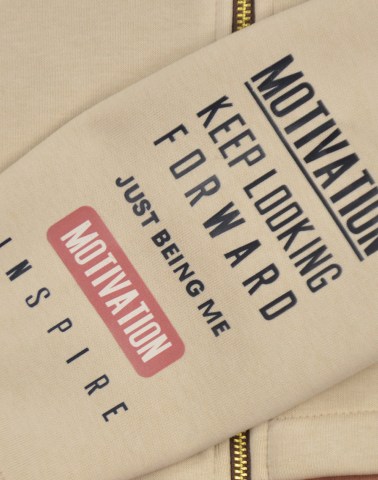 MOTIVATION
KEEP LOOKING
FORWARD
JUST BEING ME
MOTIVATION
INSPIRE